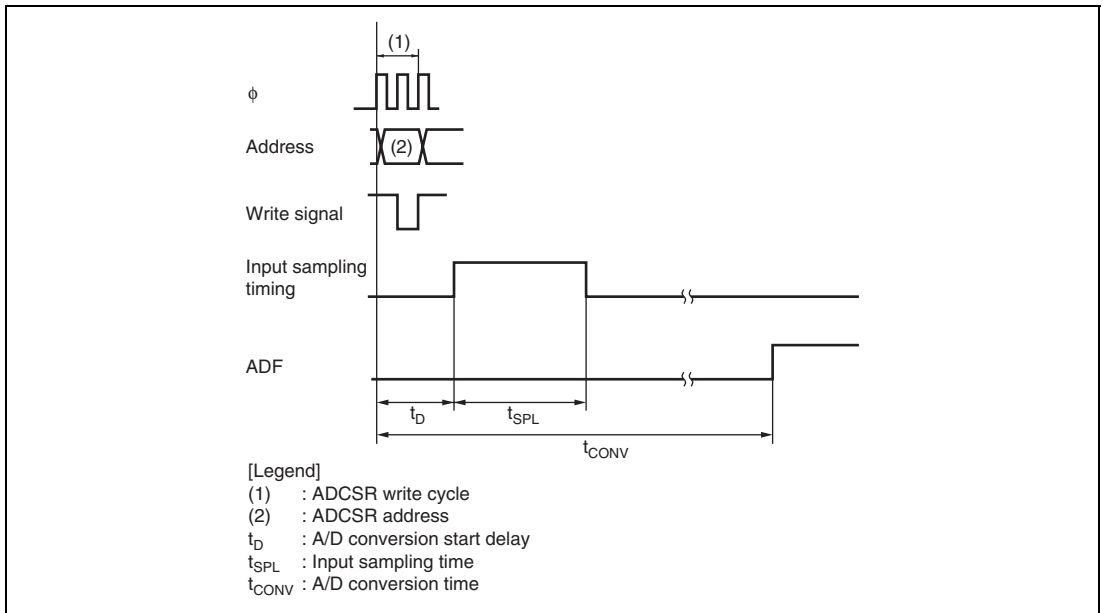 (1)
ϕ
Address
(2)
Write signal
Input sampling
timing
ADF
tD
tSPL
tCONV
[Legend]
(1) : ADCSR write cycle
(2) : ADCSR address
tD : A/D conversion start delay
tSPL : Input sampling time
tCONV : A/D conversion time